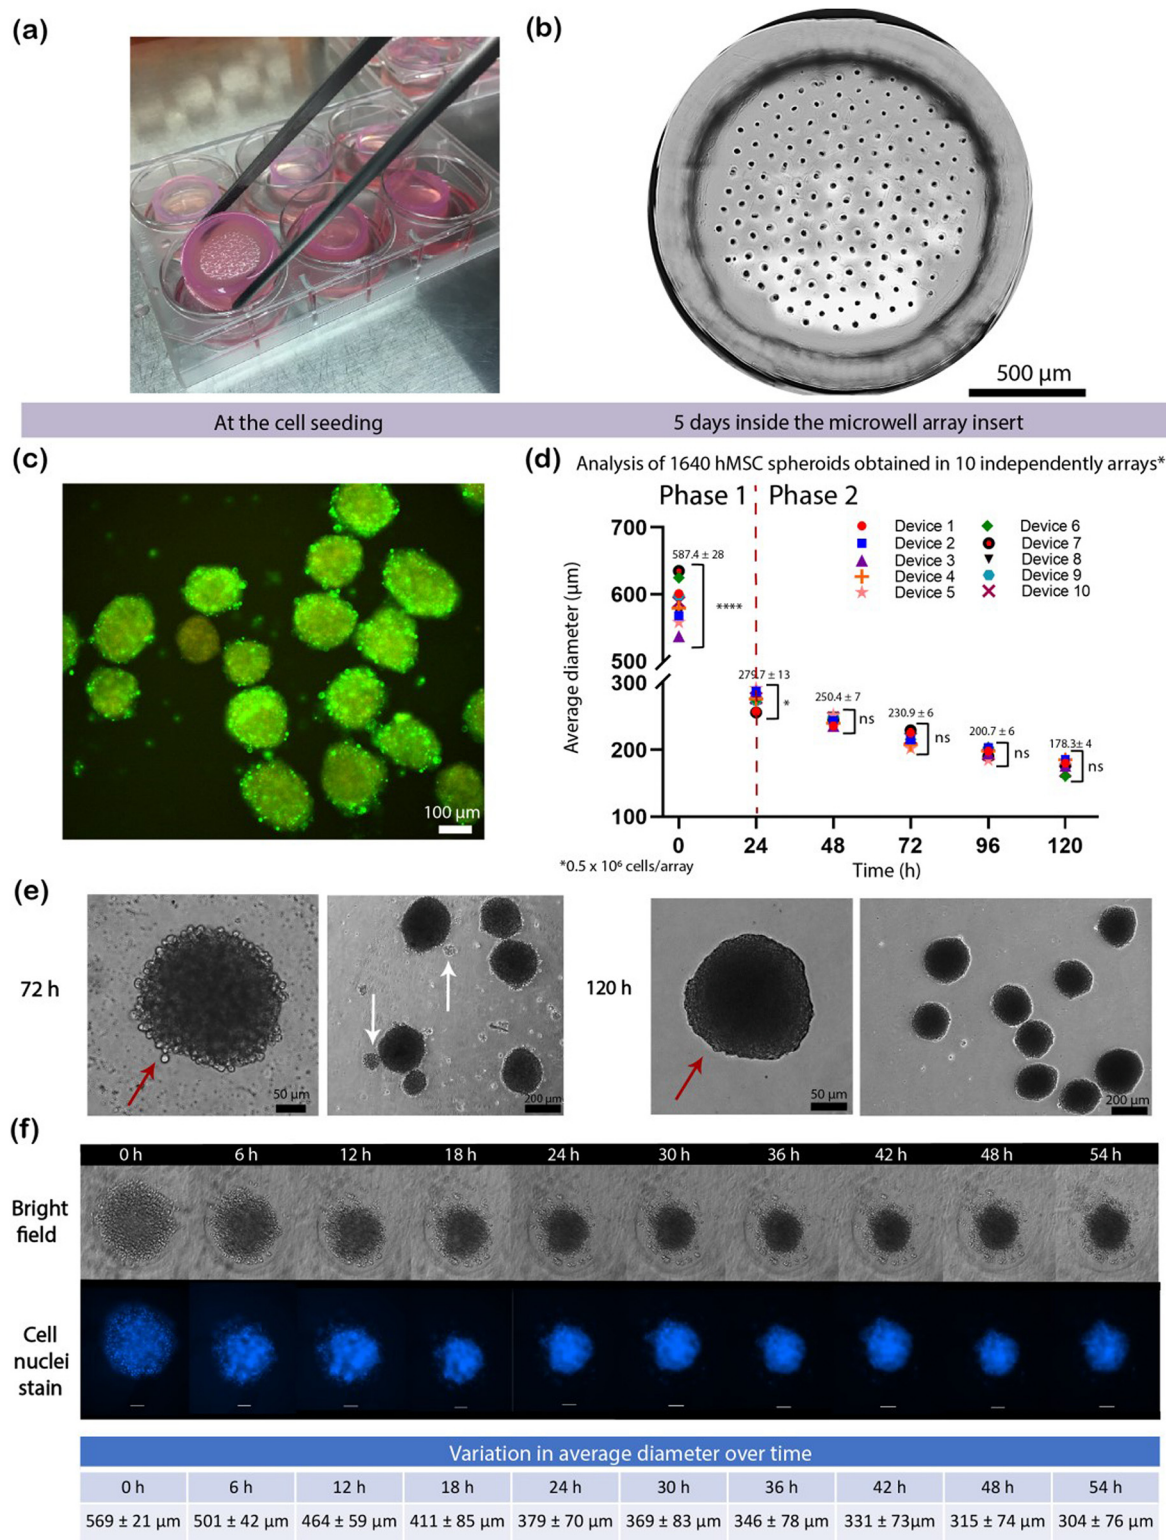 (a)
(b)
500 µm
At the cell seeding
5 days inside the microwell array insert
(c)
100 µm
(d)
Analysis of 1640 hMSC spheroids obtained in 10 independently arrays*
Phase 1
Phase 2
Average diameter (µm)
700
600
500
300
200
100
587.4 ± 28
****
279.7 ± 13
*
250.4 ± 7
ns
230.9 ± 6
ns
200.7 ± 6
ns
178.3± 4
ns
Device 1
Device 2
Device 3
Device 4
Device 5
Device 6
Device 7
Device 8
Device 9
Device 10
0 24 48 72 96 120
Time (h)
*0.5 x 10⁶ cells/array
(e)
72 h
50 µm
200 µm
120 h
50 µm
200 µm
(f)
0 h 6 h 12 h 18 h 24 h 30 h 36 h 42 h 48 h 54 h
Bright
field
Cell
nuclei
stain
Variation in average diameter over time
0 h 6 h 12 h 18 h 24 h 30 h 36 h 42 h 48 h 54 h
569 ± 21 µm 501 ± 42 µm 464 ± 59 µm 411 ± 85 µm 379 ± 70 µm 369 ± 83 µm 346 ± 78 µm 331 ± 73µm 315 ± 74 µm 304 ± 76 µm